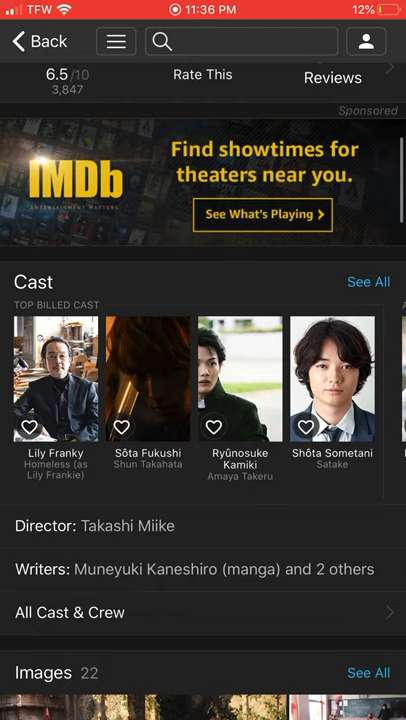 TFW 11:36 PM 12%
Back
6.5/10 Rate This Reviews
3,847
Sponsored
IMDb
ENTERTAINMENT MATTERS
Find showtimes for
theaters near you.
See What's Playing
Cast See All
TOP BILLED CAST
Lily Franky
Homeless (as
Lily Frankie)
Sôta Fukushi
Shun Takahata
Ryûnosuke
Kamiki
Amaya Takeru
Shôta Sometani
Satake
Director: Takashi Miike
Writers: Muneyuki Kaneshiro (manga) and 2 others
All Cast & Crew
Images 22 See All